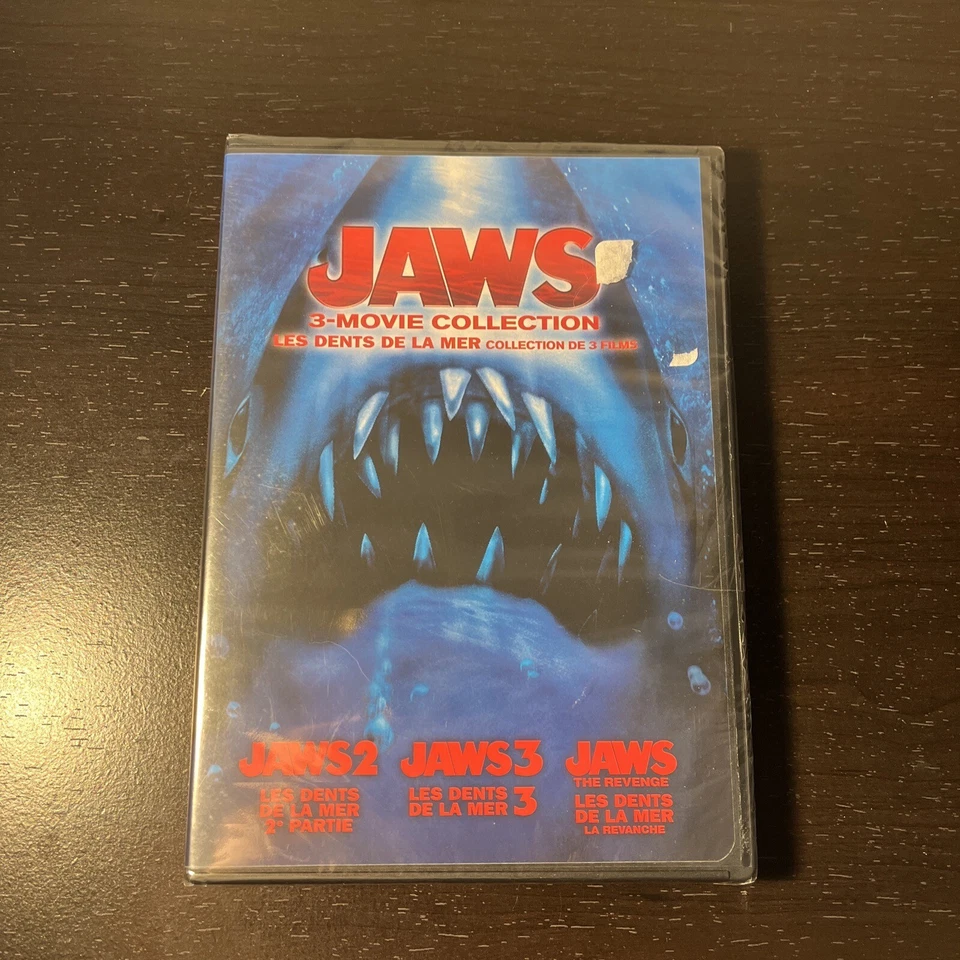 JAWS
3-MOVIE COLLECTION
LES DENTS DE LA MER COLLECTION DE 3 FILMS
JAWS 2
LES DENTS
DE LA MER
2e PARTIE
JAWS 3
LES DENTS
DE LA MER 3
JAWS
THE REVENGE
LES DENTS
DE LA MER
LA REVANCHE